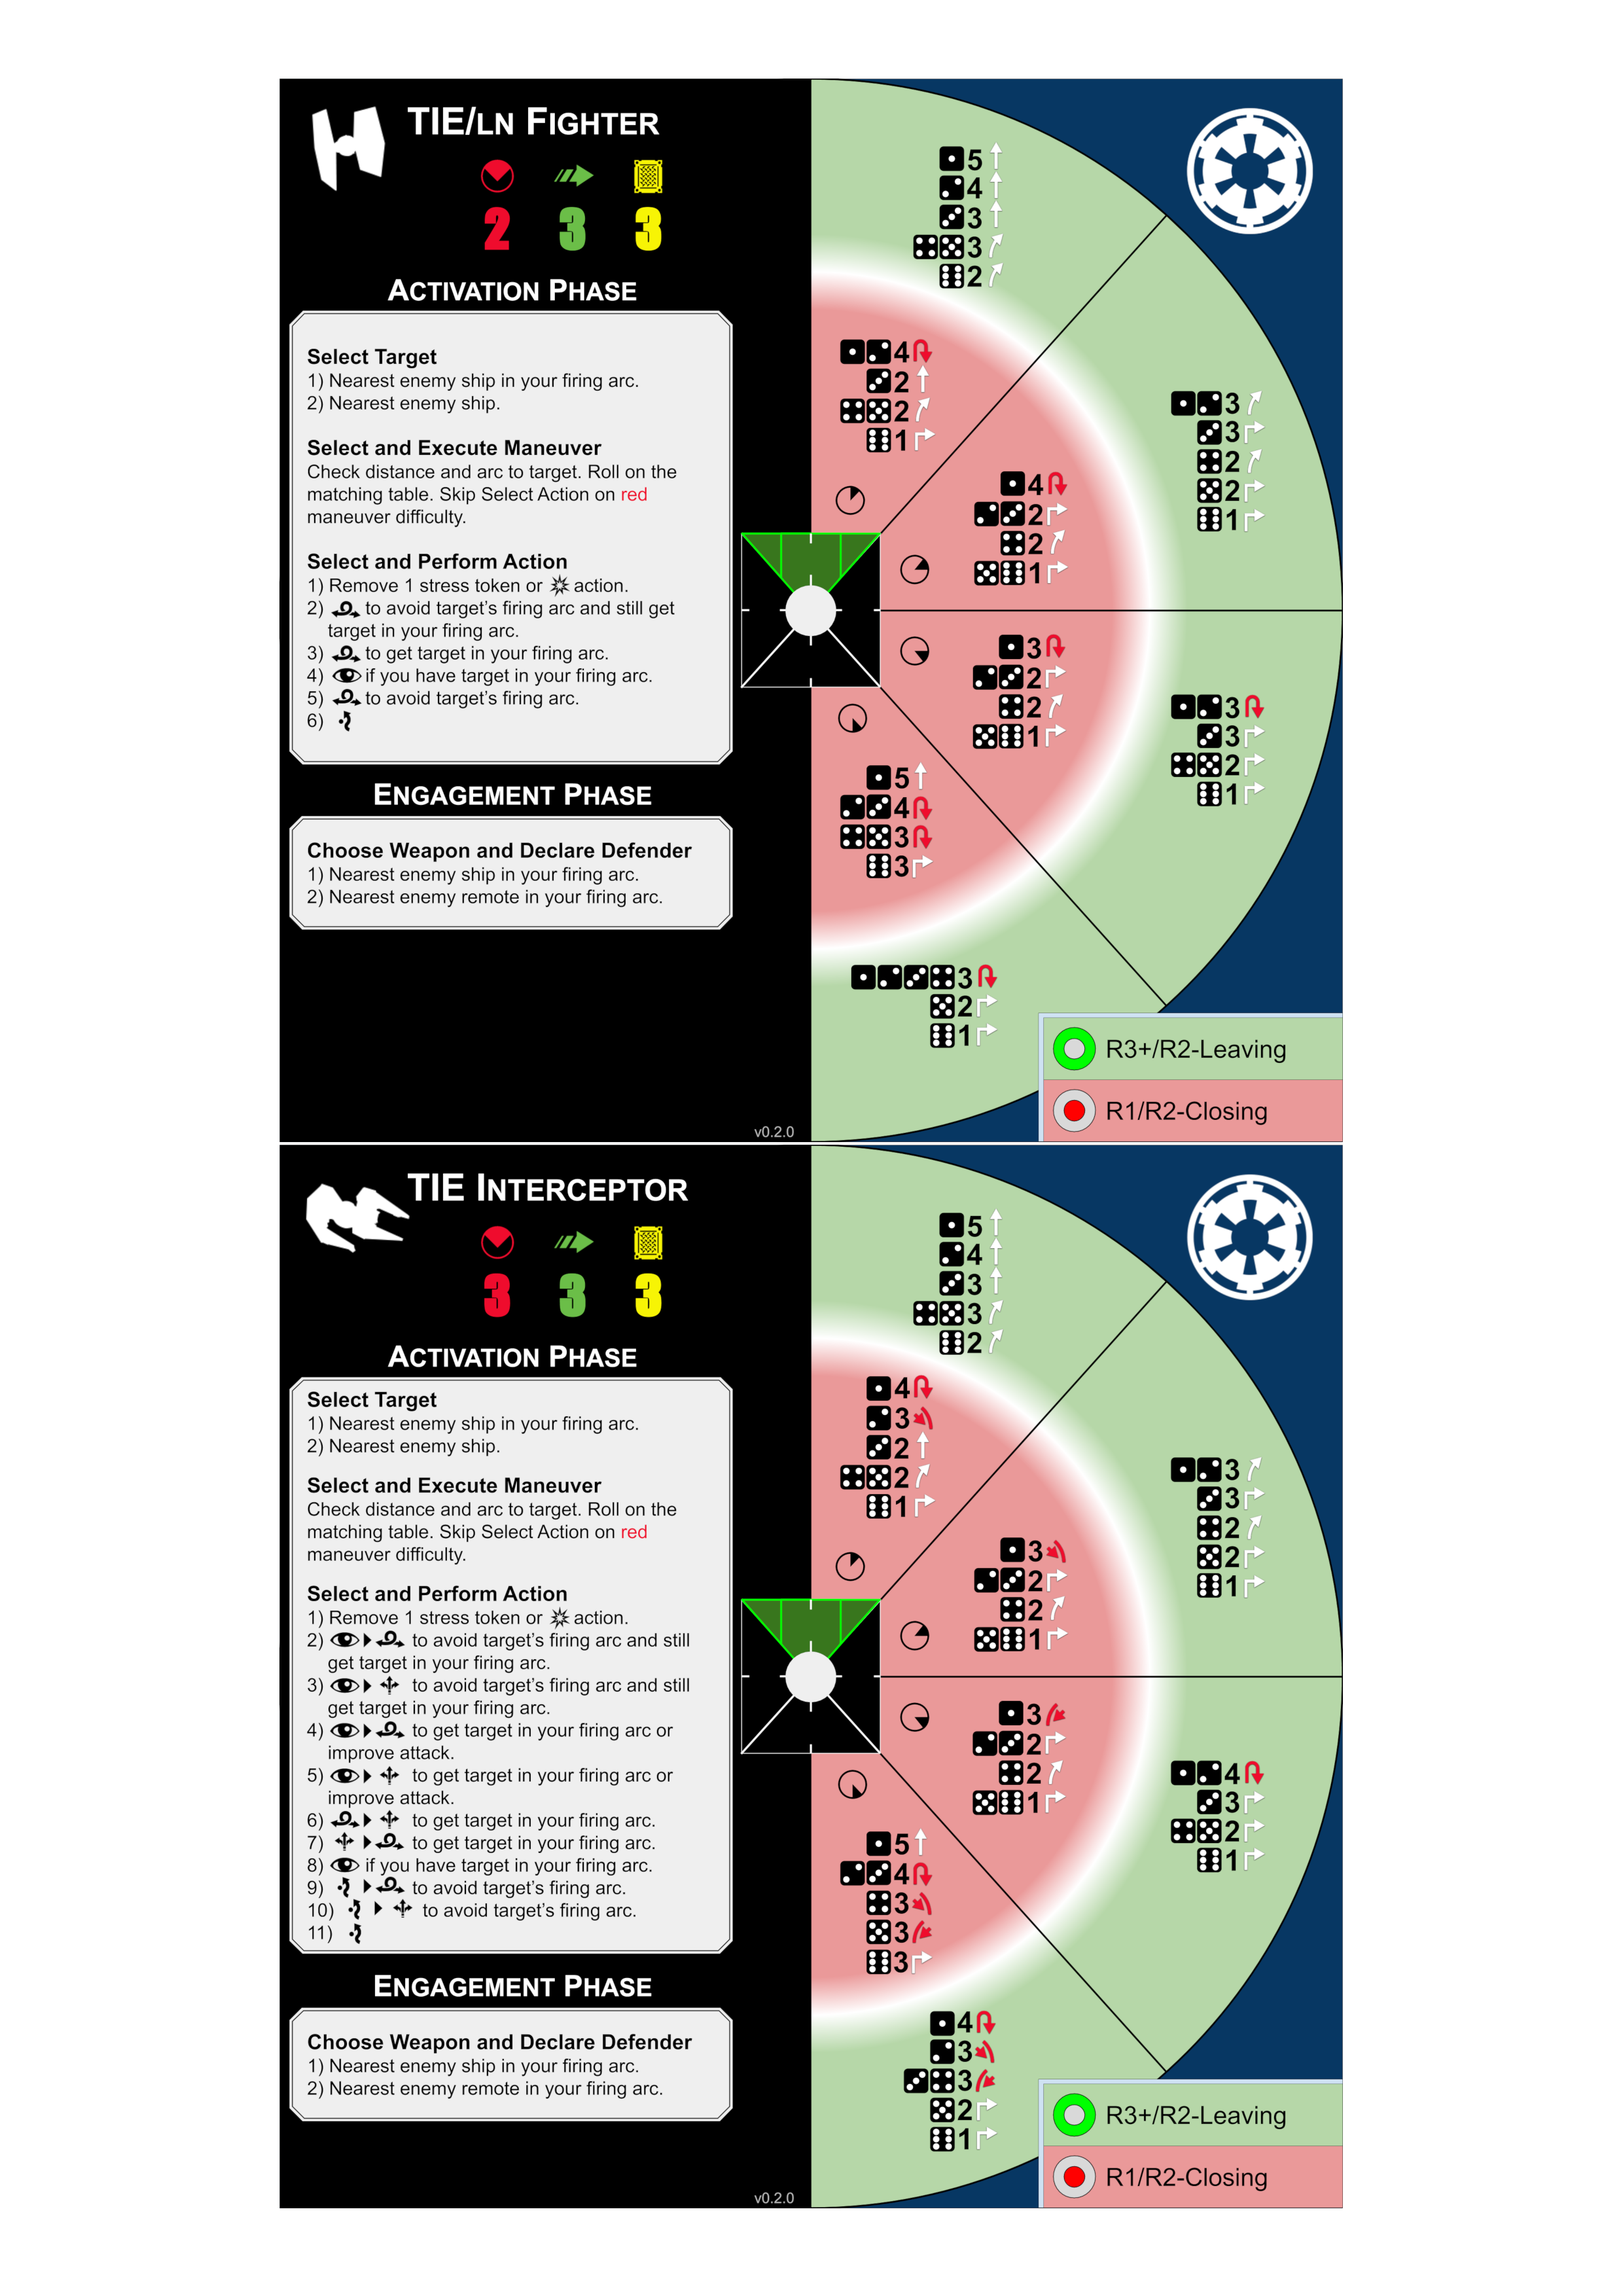 TIE/LN FIGHTER
2 3 3
ACTIVATION PHASE
Select Target
1) Nearest enemy ship in your firing arc.
2) Nearest enemy ship.
Select and Execute Maneuver
Check distance and arc to target. Roll on the
matching table. Skip Select Action on red
maneuver difficulty.
Select and Perform Action
1) Remove 1 stress token or action.
2) to avoid target's firing arc and still get
target in your firing arc.
3) to get target in your firing arc.
4) if you have target in your firing arc.
5) to avoid target's firing arc.
6)
ENGAGEMENT PHASE
Choose Weapon and Declare Defender
1) Nearest enemy ship in your firing arc.
2) Nearest enemy remote in your firing arc.
v0.2.0
5
4
3
3
2
4
2
2
1
3
3
2
2
1
4
2
2
1
3
2
2
1
3
3
2
1
5
4
3
3
3
2
1
R3+/R2-Leaving
R1/R2-Closing
TIE INTERCEPTOR
3 3 3
ACTIVATION PHASE
Select Target
1) Nearest enemy ship in your firing arc.
2) Nearest enemy ship.
Select and Execute Maneuver
Check distance and arc to target. Roll on the
matching table. Skip Select Action on red
maneuver difficulty.
Select and Perform Action
1) Remove 1 stress token or action.
2) to avoid target's firing arc and still
get target in your firing arc.
3) to avoid target's firing arc and still
get target in your firing arc.
4) to get target in your firing arc or
improve attack.
5) to get target in your firing arc or
improve attack.
6) to get target in your firing arc.
7) to get target in your firing arc.
8) if you have target in your firing arc.
9) to avoid target's firing arc.
10) to avoid target's firing arc.
11)
ENGAGEMENT PHASE
Choose Weapon and Declare Defender
1) Nearest enemy ship in your firing arc.
2) Nearest enemy remote in your firing arc.
v0.2.0
5
4
3
3
2
4
3
2
2
1
3
3
2
2
1
3
2
2
1
3
2
2
1
4
3
2
1
5
4
3
3
3
4
3
3
2
1
R3+/R2-Leaving
R1/R2-Closing